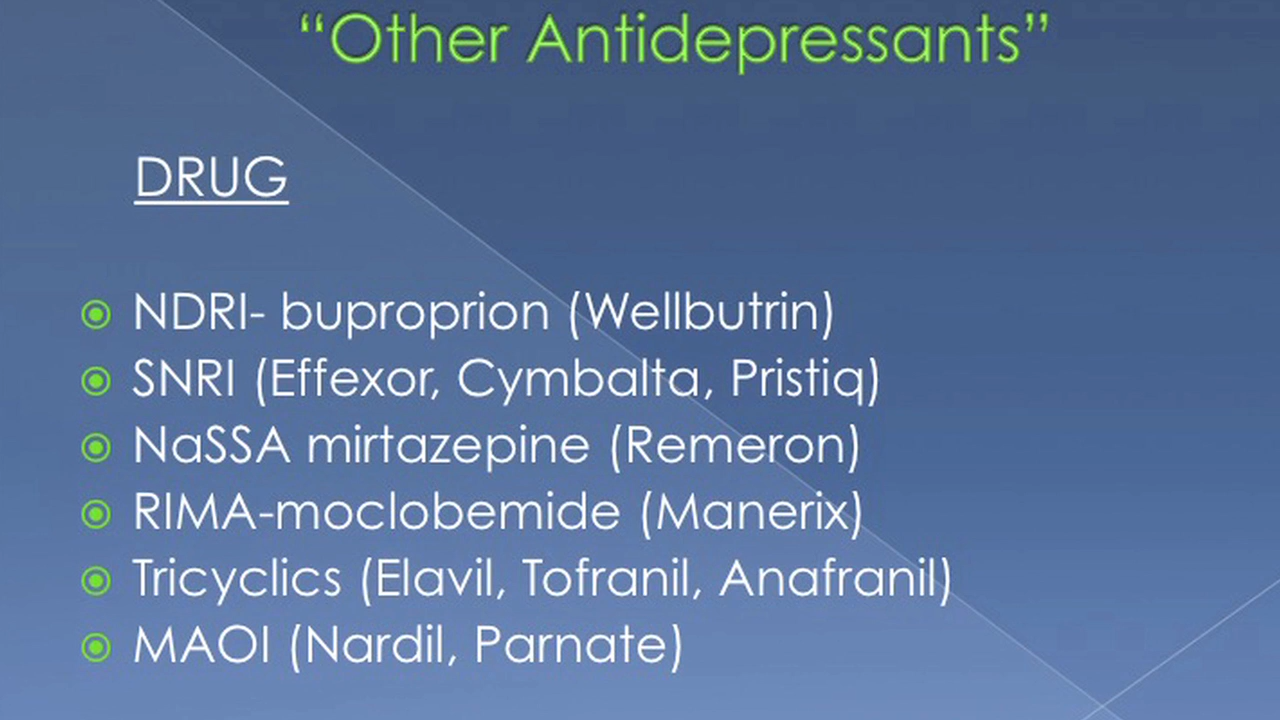 “Other Antidepressants”
DRUG
NDRI- buproprion (Wellbutrin)
SNRI (Effexor, Cymbalta, Pristiq)
NaSSA mirtazepine (Remeron)
RIMA-moclobemide (Manerix)
Tricyclics (Elavil, Tofranil, Anafranil)
MAOI (Nardil, Parnate)